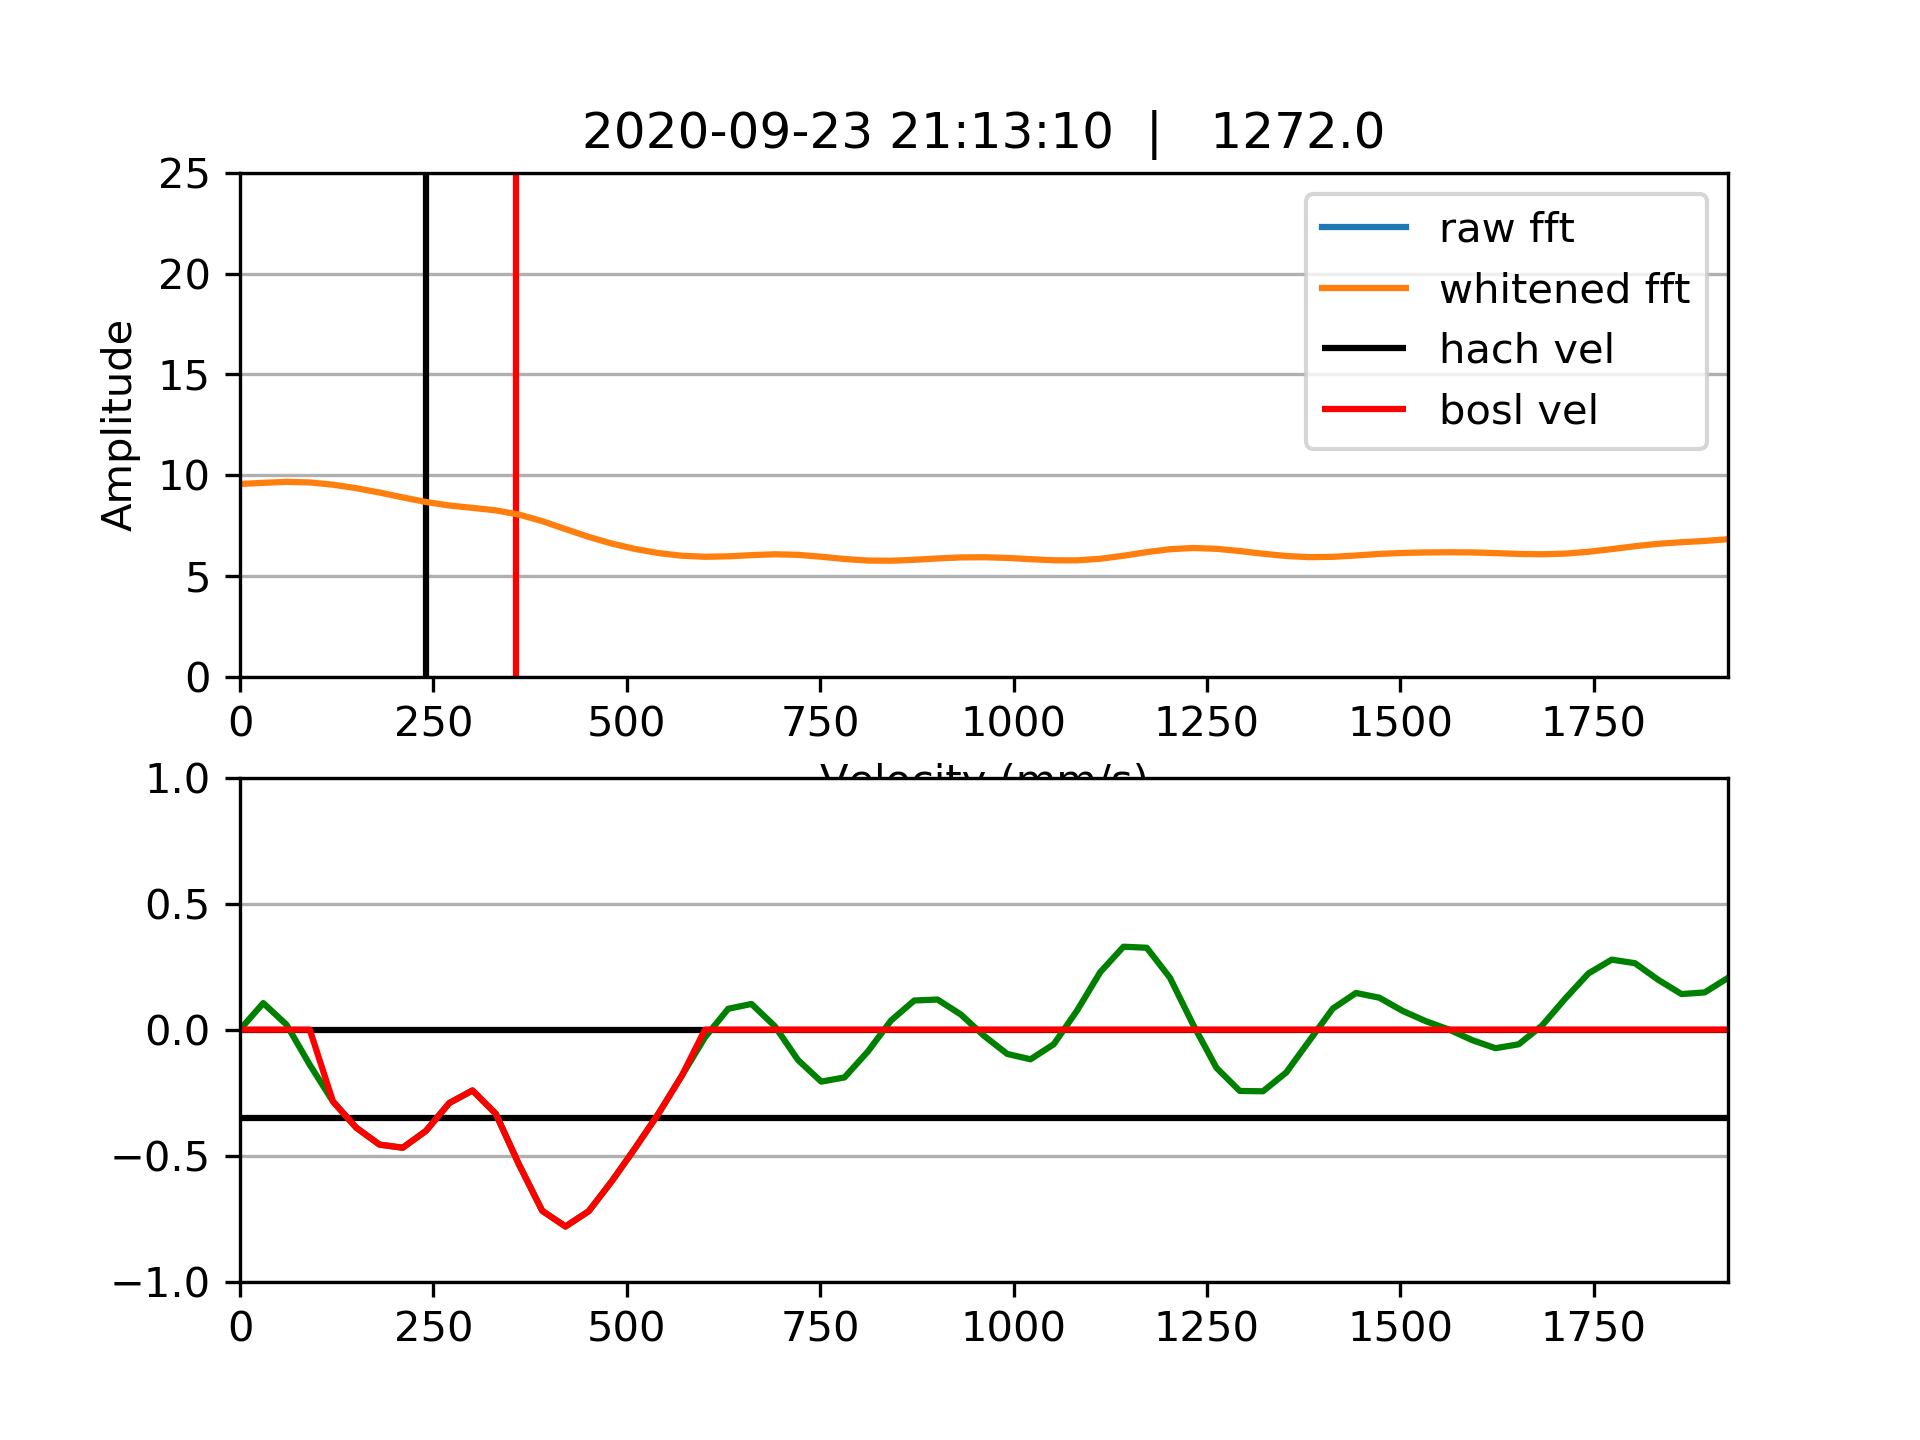 2020-09-23 21:13:10 | 1272.0
25
20
15
10
5
0
Amplitude
raw fft
whitened fft
hach vel
bosl vel
0 250 500 750 1000 1250 1500 1750
Velocity (mm/s)
1.0
0.5
0.0
−0.5
−1.0
0 250 500 750 1000 1250 1500 1750